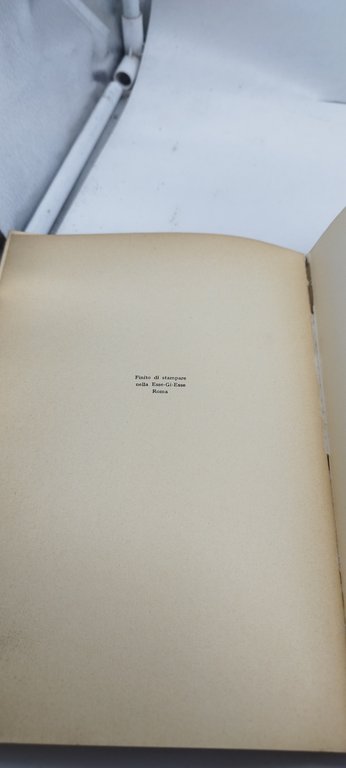 Finito di stampare
nella Esse-Gi-Esse
Roma